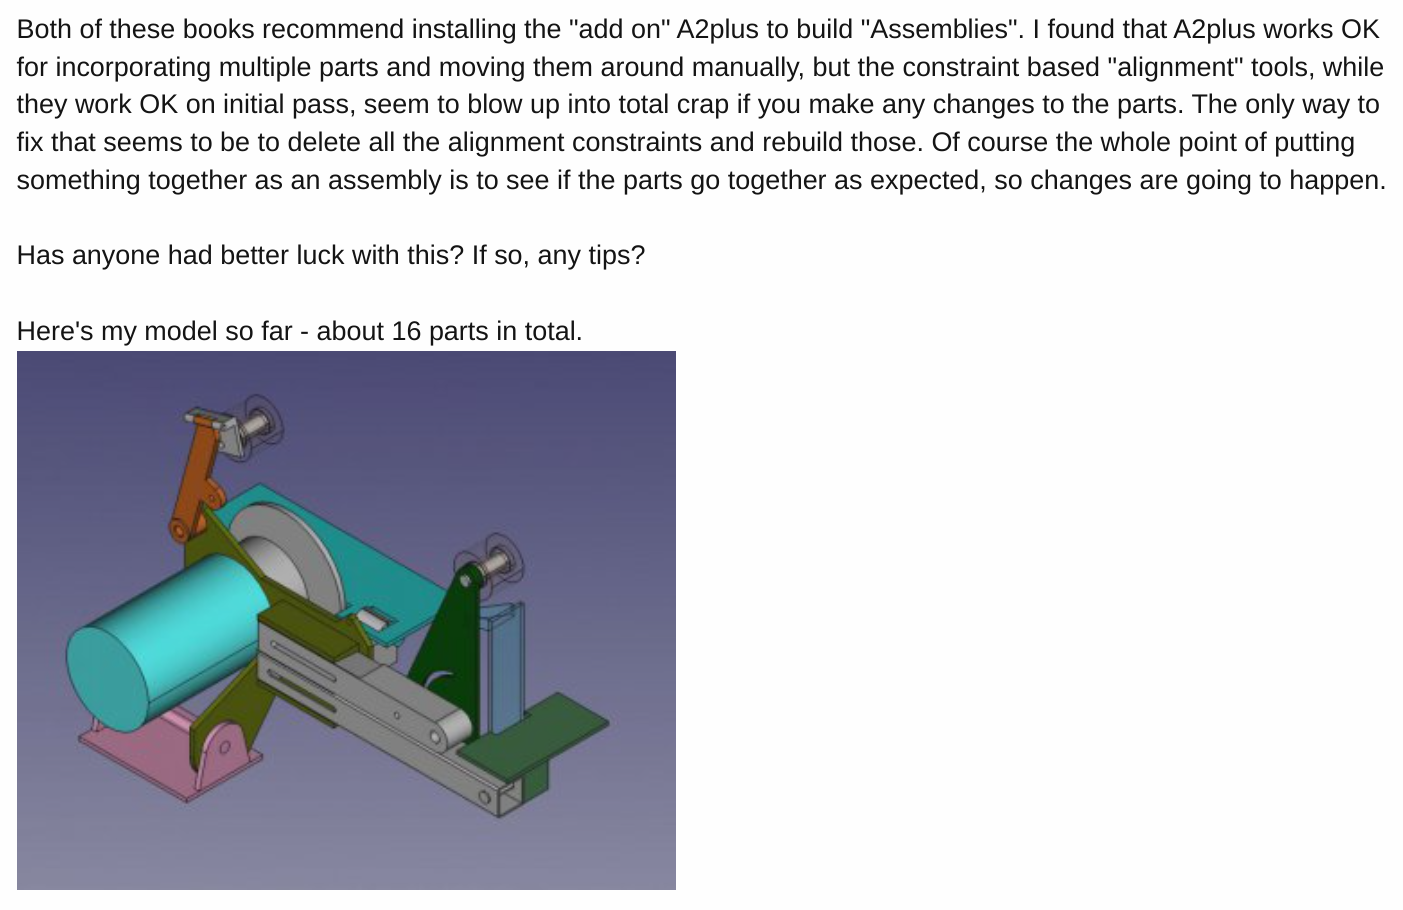 Both of these books recommend installing the "add on" A2plus to build "Assemblies". I found that A2plus works OK
for incorporating multiple parts and moving them around manually, but the constraint based "alignment" tools, while
they work OK on initial pass, seem to blow up into total crap if you make any changes to the parts. The only way to
fix that seems to be to delete all the alignment constraints and rebuild those. Of course the whole point of putting
something together as an assembly is to see if the parts go together as expected, so changes are going to happen.
Has anyone had better luck with this? If so, any tips?
Here's my model so far - about 16 parts in total.